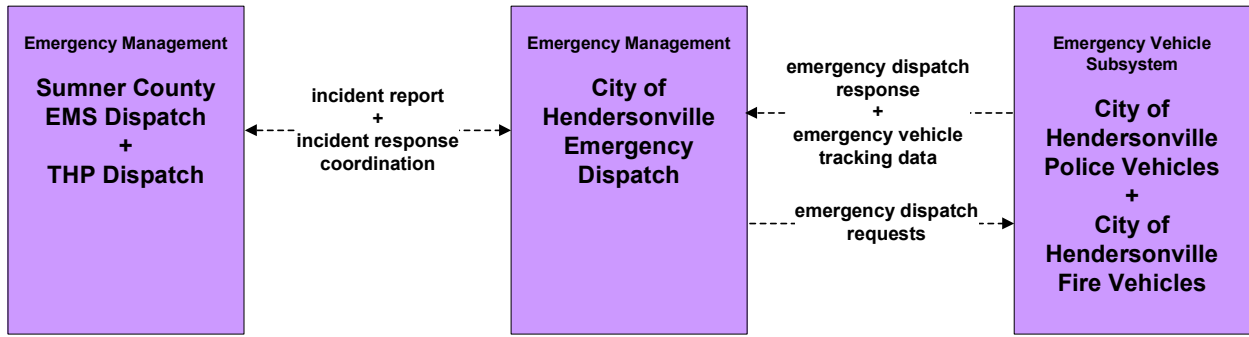 Emergency Management
Sumner County
EMS Dispatch
+
THP Dispatch
incident report
+
incident response
coordination
Emergency Management
City of
Hendersonville
Emergency
Dispatch
emergency dispatch
response
+
emergency vehicle
tracking data
emergency dispatch
requests
Emergency Vehicle
Subsystem
City of
Hendersonville
Police Vehicles
+
City of
Hendersonville
Fire Vehicles